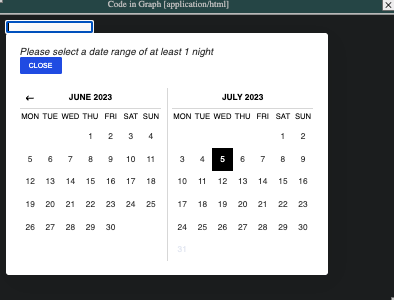 Code in Graph [application/html]
Please select a date range of at least 1 night
CLOSE
← JUNE 2023
MON TUE WED THU FRI SAT SUN
1 2 3 4
5 6 7 8 9 10 11
12 13 14 15 16 17 18
19 20 21 22 23 24 25
26 27 28 29 30
JULY 2023
MON TUE WED THU FRI SAT SUN
1 2
3 4 5 6 7 8 9
10 11 12 13 14 15 16
17 18 19 20 21 22 23
24 25 26 27 28 29 30
31